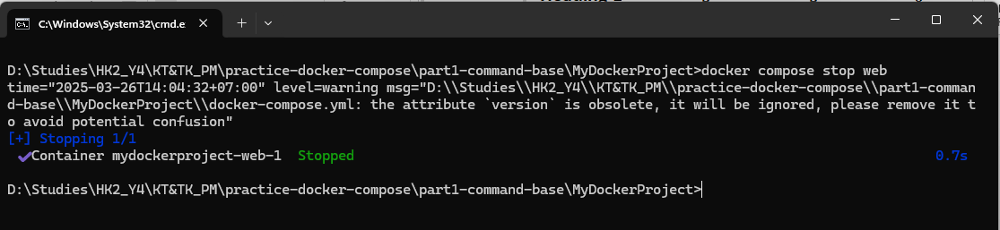 C:\Windows\System32\cmd.e
D:\Studies\HK2_Y4\KT&TK_PM\practice-docker-compose\part1-command-base\MyDockerProject>docker compose stop web
time="2025-03-26T14:04:32+07:00" level=warning msg="D:\\Studies\\HK2_Y4\\KT&TK_PM\\practice-docker-compose\\part1-comman
d-base\\MyDockerProject\\docker-compose.yml: the attribute `version` is obsolete, it will be ignored, please remove it t
o avoid potential confusion"
[+] Stopping 1/1
✔Container mydockerproject-web-1 Stopped 0.7s
D:\Studies\HK2_Y4\KT&TK_PM\practice-docker-compose\part1-command-base\MyDockerProject>